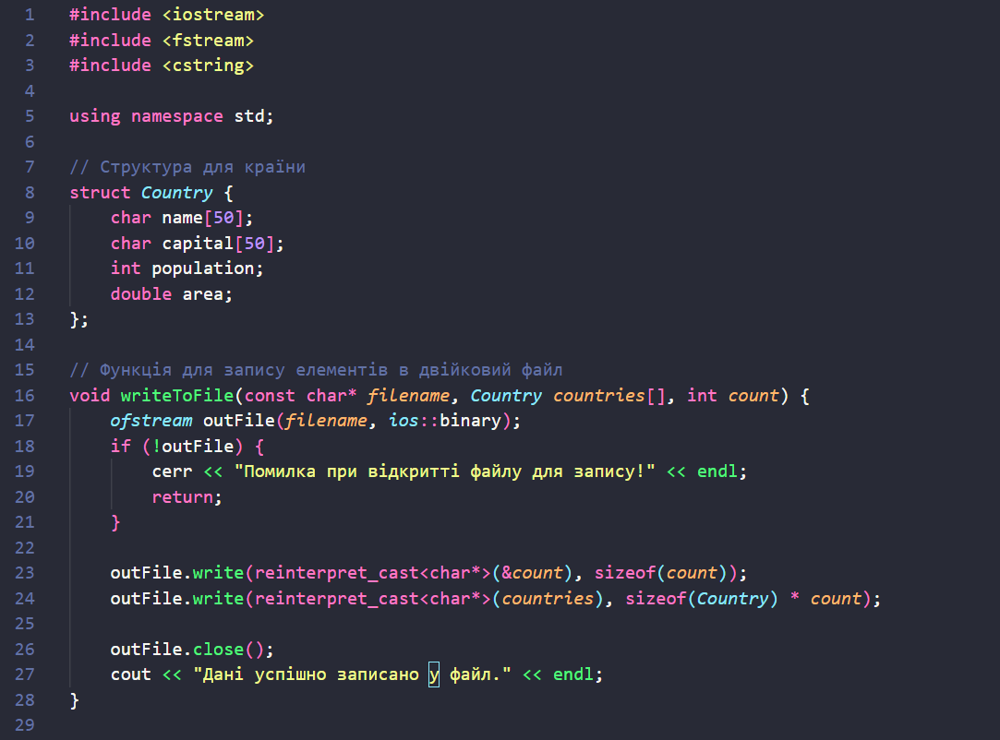 1 #include <iostream>
2 #include <fstream>
3 #include <cstring>
4
5 using namespace std;
6
7 // Структура для країни
8 struct Country {
9     char name[50];
10     char capital[50];
11     int population;
12     double area;
13 };
14
15 // Функція для запису елементів в двійковий файл
16 void writeToFile(const char* filename, Country countries[], int count) {
17     ofstream outFile(filename, ios::binary);
18     if (!outFile) {
19         cerr << "Помилка при відкритті файлу для запису!" << endl;
20         return;
21     }
22
23     outFile.write(reinterpret_cast<char*>(&count), sizeof(count));
24     outFile.write(reinterpret_cast<char*>(countries), sizeof(Country) * count);
25
26     outFile.close();
27     cout << "Дані успішно записано у файл." << endl;
28 }
29